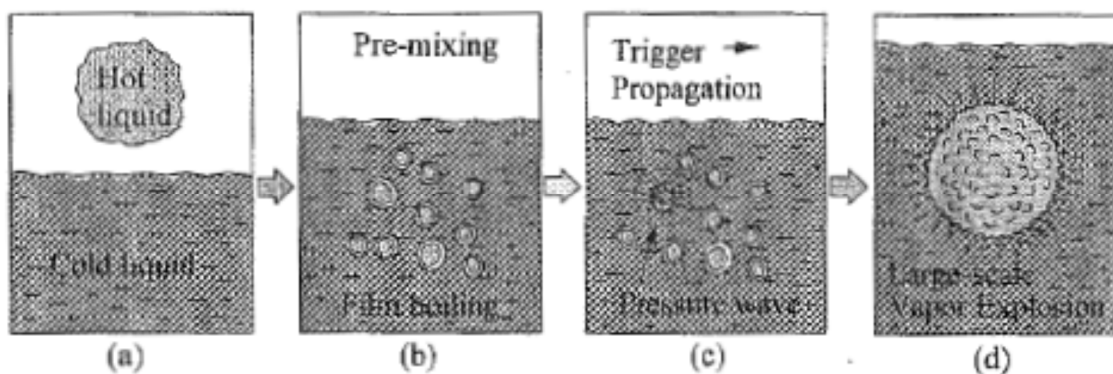 Hot
liquid
Cold liquid
(a)
Pre-mixing
Film boiling
(b)
Trigger →
Propagation
Pressure wave
(c)
Large-scale
Vapor Explosion
(d)